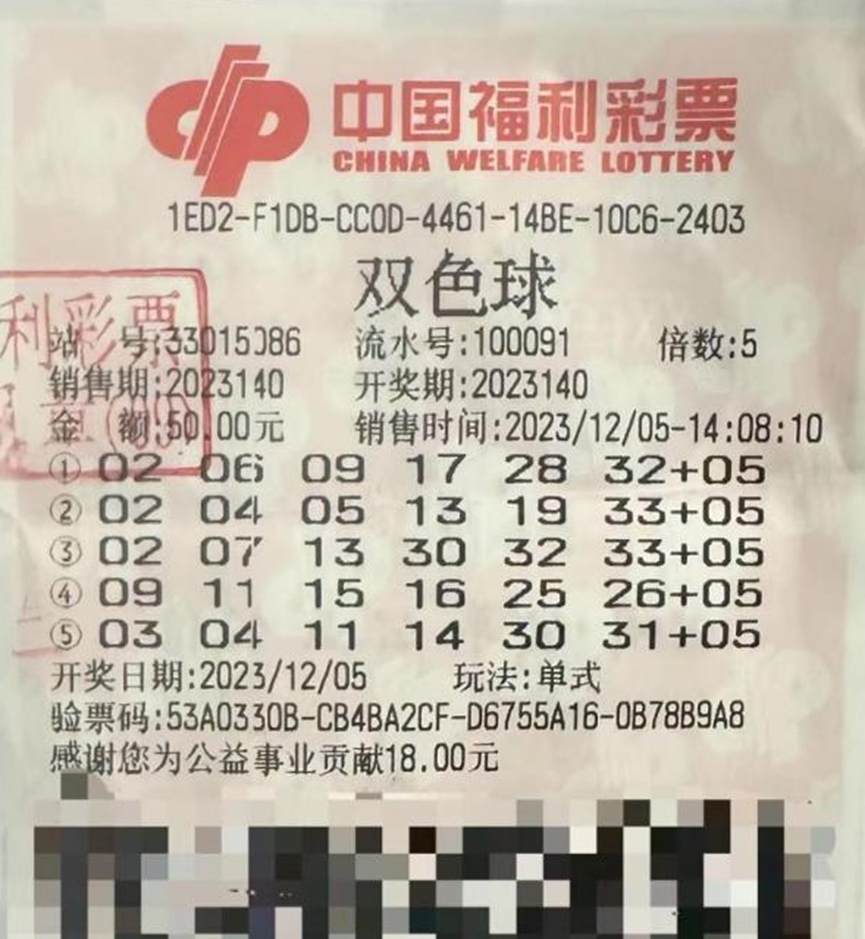 中国福利彩票
CHINA WELFARE LOTTERY
1ED2-F1DB-CC0D-4461-14BE-10C6-2403
双色球
利彩票
站 号:33015086 流水号:100091 倍数:5
销售期:2023140 开奖期:2023140
金 额:50.00元 销售时间:2023/12/05-14:08:10
① 02 06 09 17 28 32+05
② 02 04 05 13 19 33+05
③ 02 07 13 30 32 33+05
④ 09 11 15 16 25 26+05
⑤ 03 04 11 14 30 31+05
开奖日期:2023/12/05 玩法:单式
验票码:53A0330B-CB4BA2CF-D6755A16-0B78B9A8
感谢您为公益事业贡献18.00元